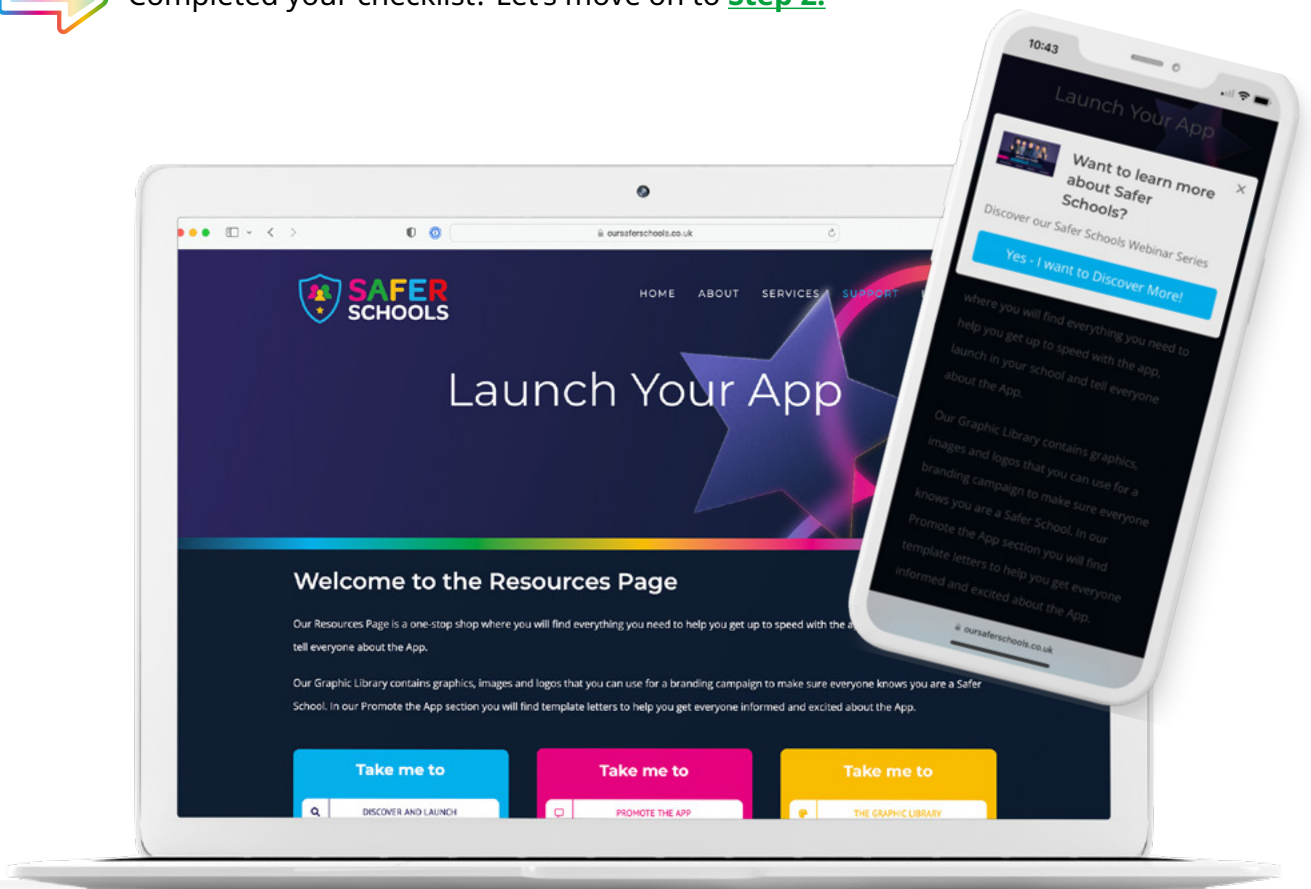 Completed your checklist? Let's move on to Step 2.
10:43
Launch Your App
Want to learn more
about Safer
Schools?
×
Discover our Safer Schools Webinar Series
Yes - I want to Discover More!
where you will find everything you need to
help you get up to speed with the app,
launch in your school and tell everyone
about the App.
Our Graphic Library contains graphics,
images and logos that you can use for a
branding campaign to make sure everyone
knows you are a Safer School. In our
Promote the App section you will find
template letters to help you get everyone
informed and excited about the App.
oursaferschools.co.uk
oursaferschools.co.uk
SAFER
SCHOOLS
HOME ABOUT SERVICES SUPPORT
Launch Your App
Welcome to the Resources Page
Our Resources Page is a one-stop shop where you will find everything you need to help you get up to speed with the
tell everyone about the App.
Our Graphic Library contains graphics, images and logos that you can use for a branding campaign to make sure everyone knows you are a Safer
School. In our Promote the App section you will find template letters to help you get everyone informed and excited about the App.
Take me to
DISCOVER AND LAUNCH
Take me to
PROMOTE THE APP
Take me to
THE GRAPHIC LIBRARY